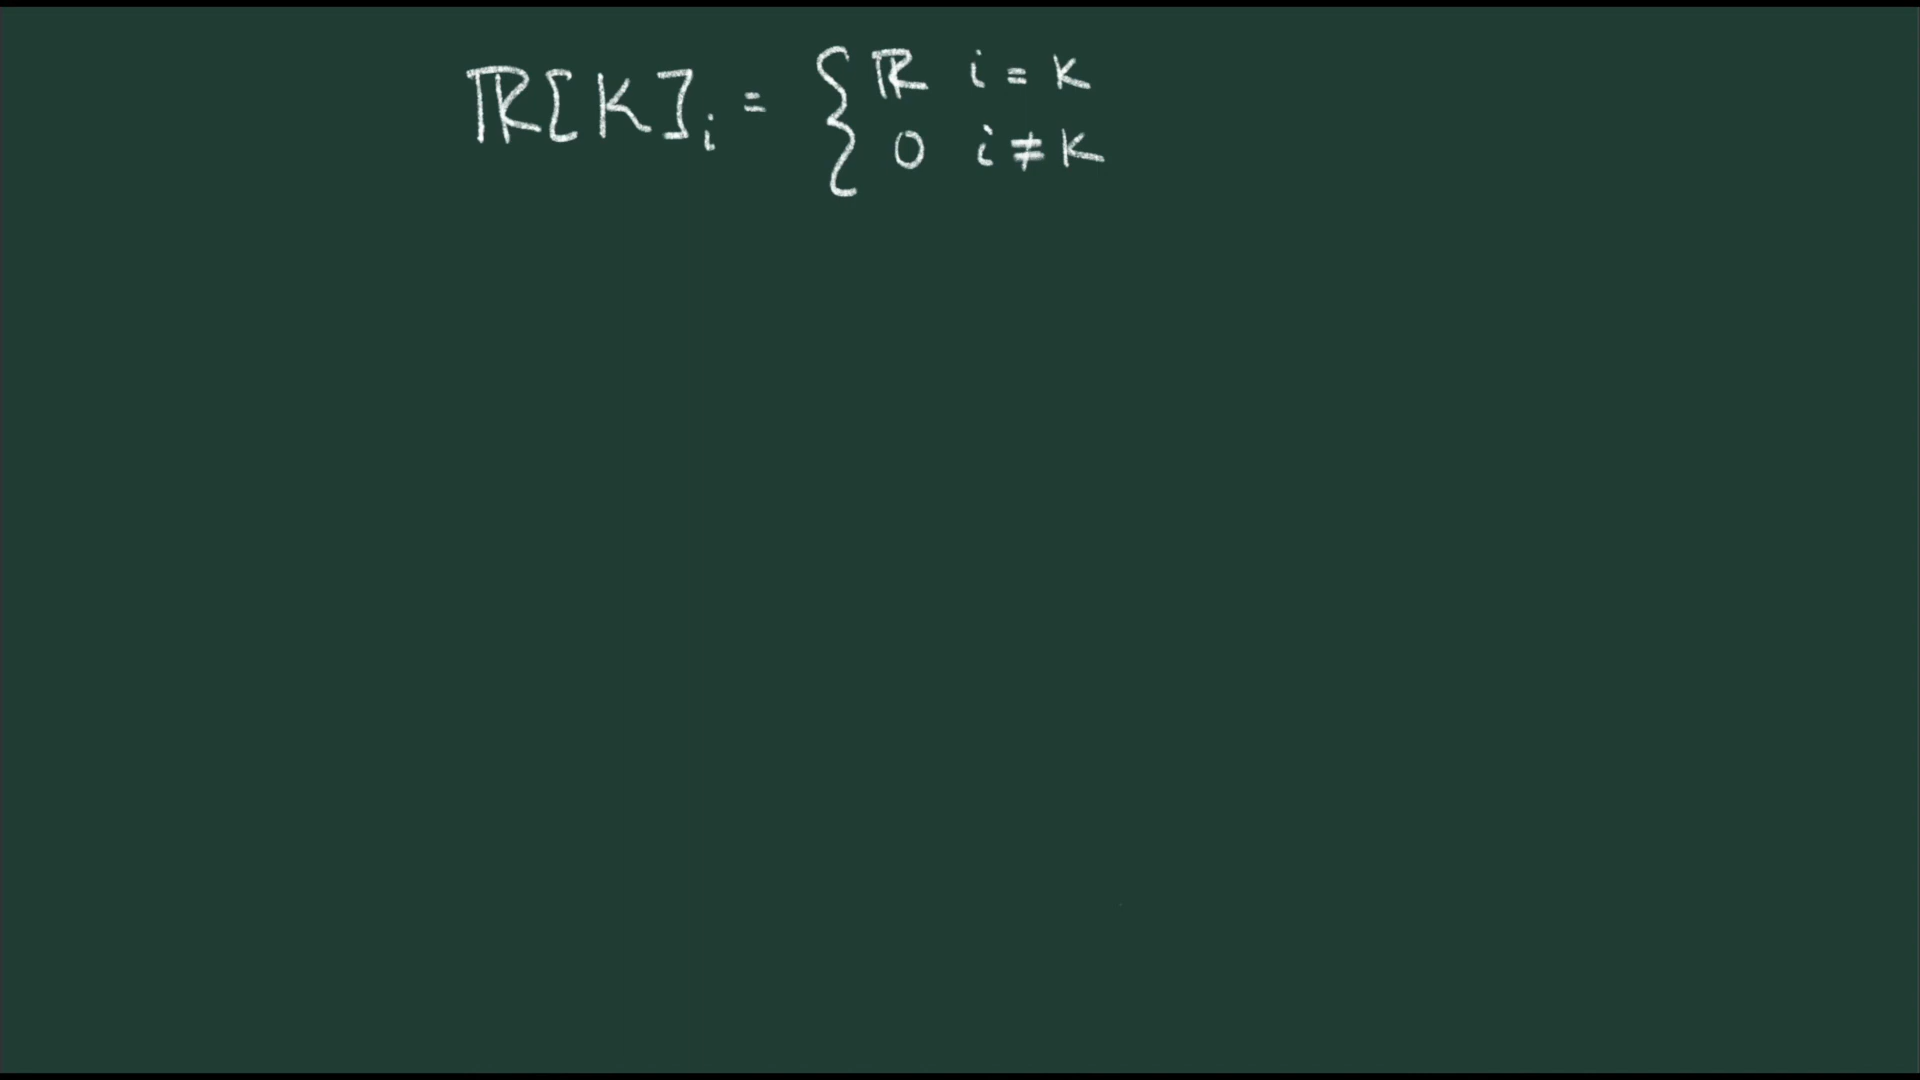 ℝ[K]ᵢ = { ℝ i = K
0 i ≠ K